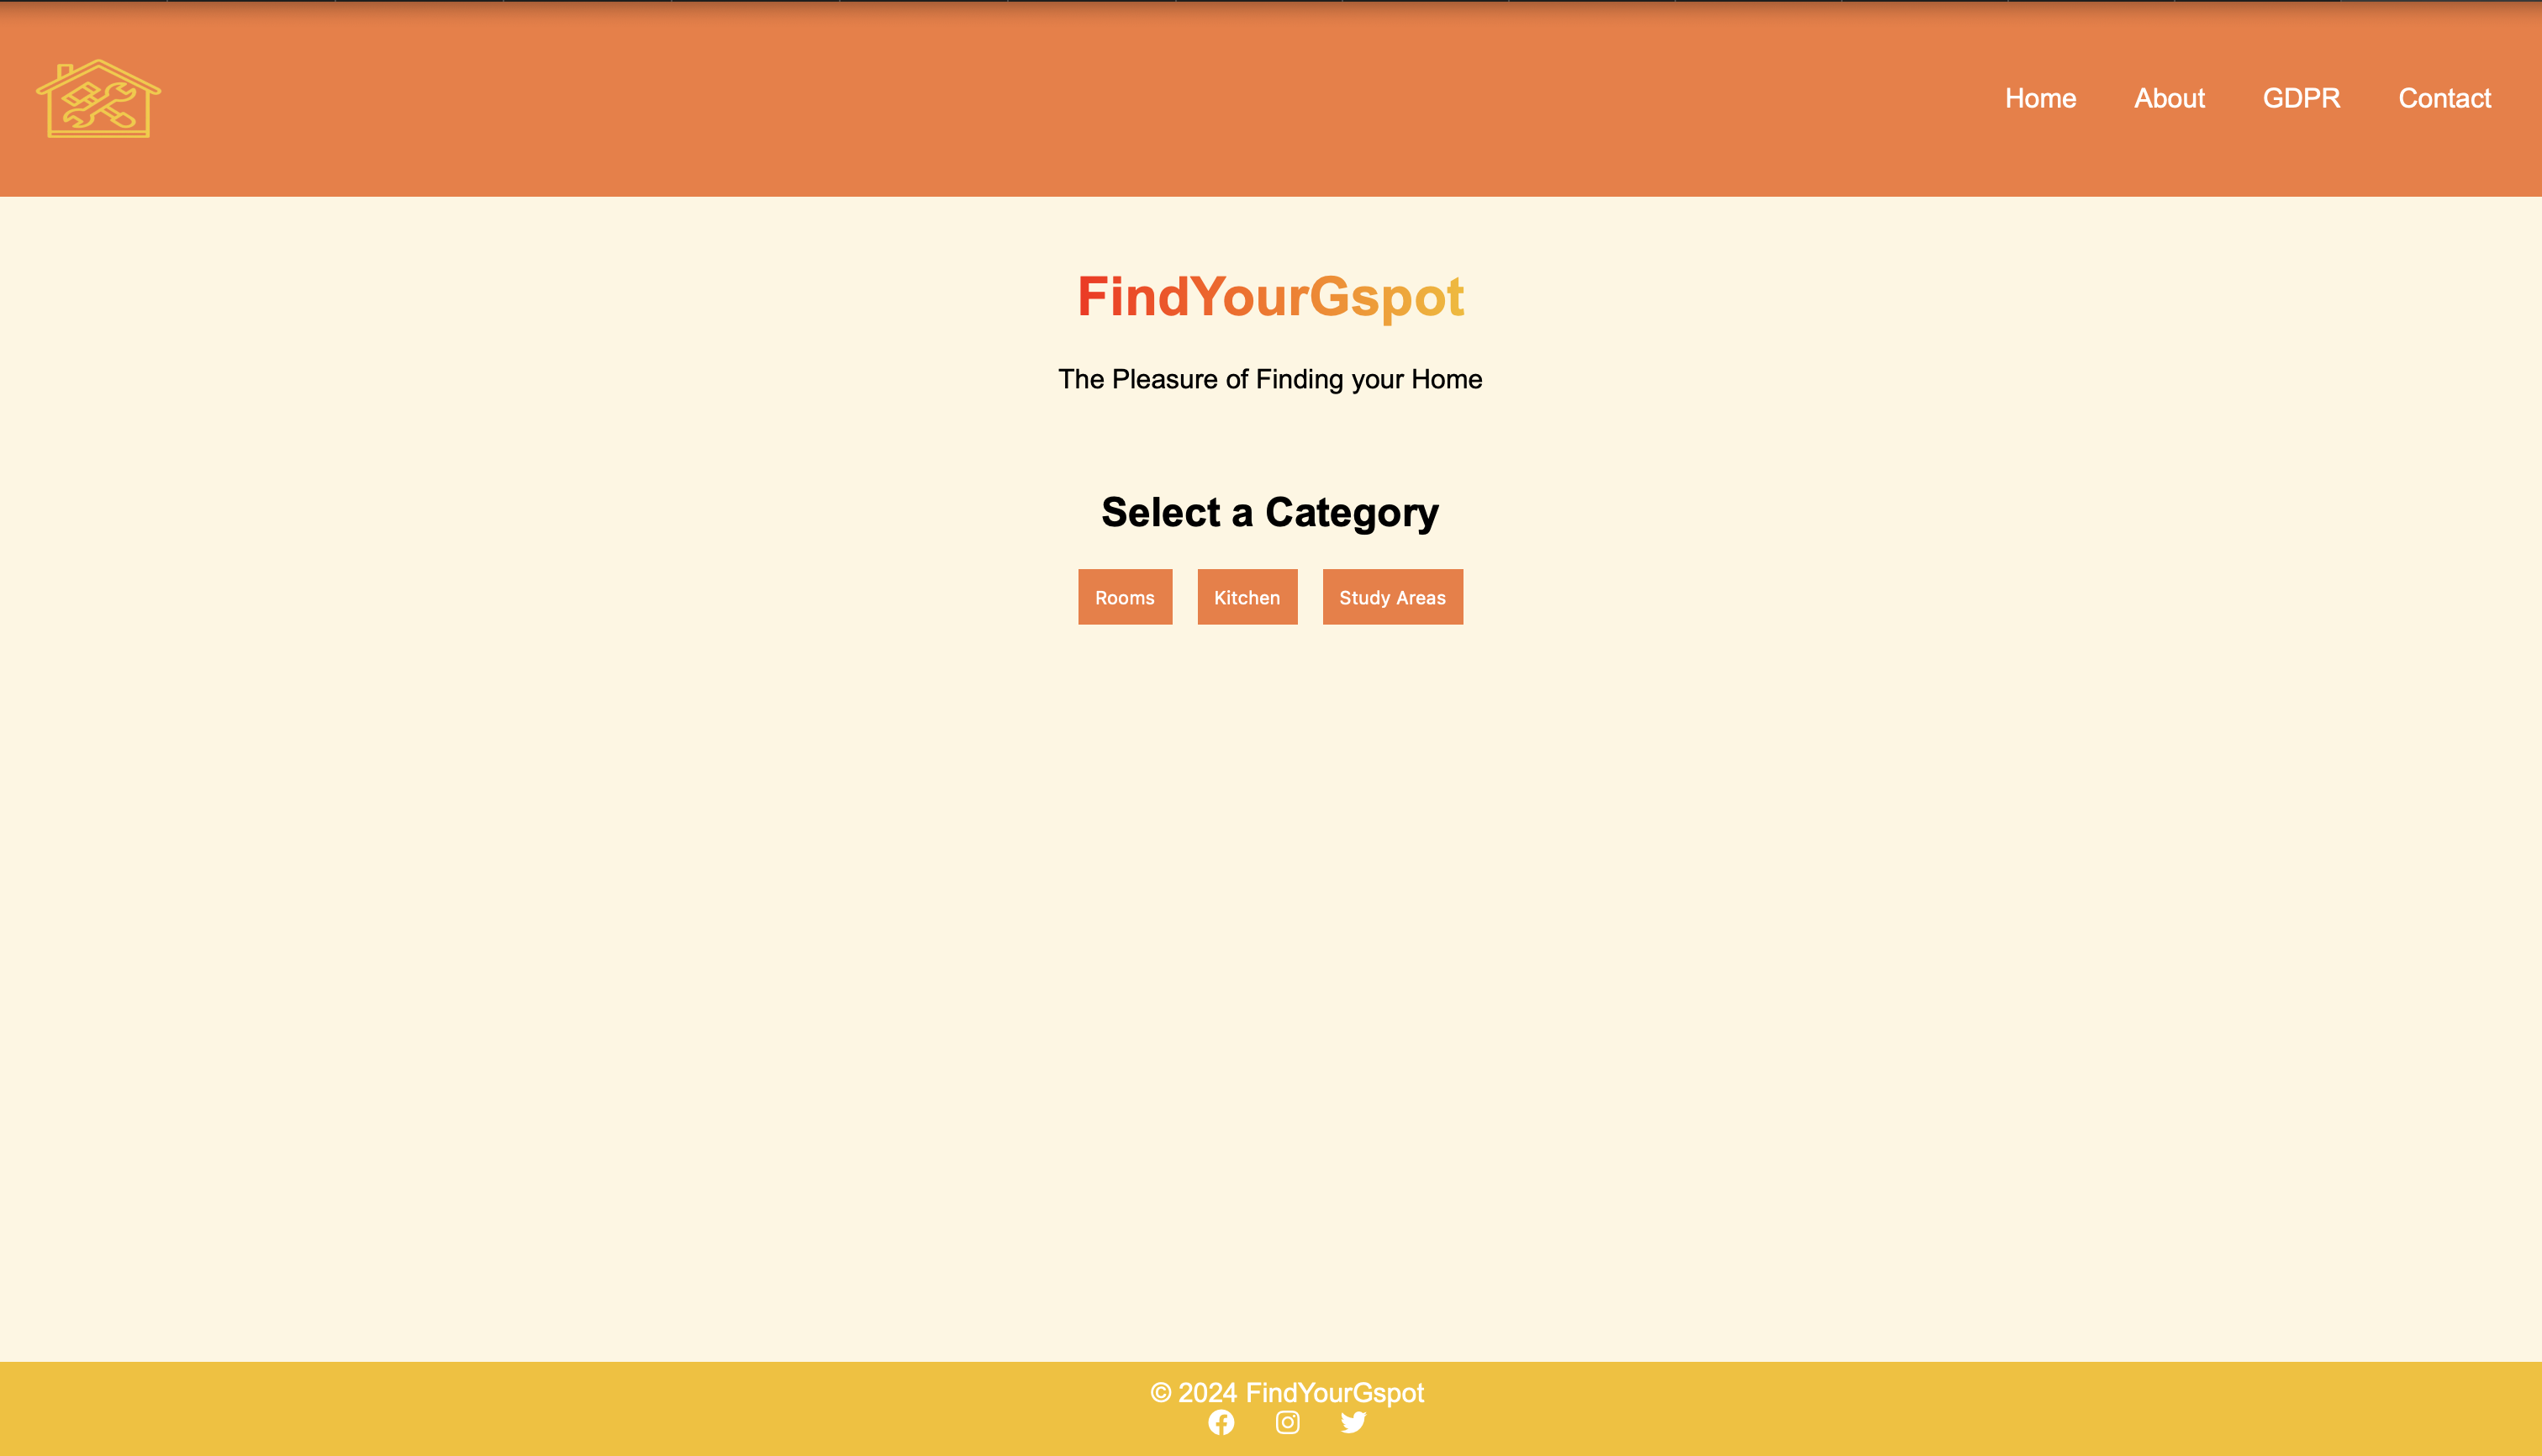 Home About GDPR Contact
FindYourGspot
The Pleasure of Finding your Home
Select a Category
Rooms Kitchen Study Areas
© 2024 FindYourGspot